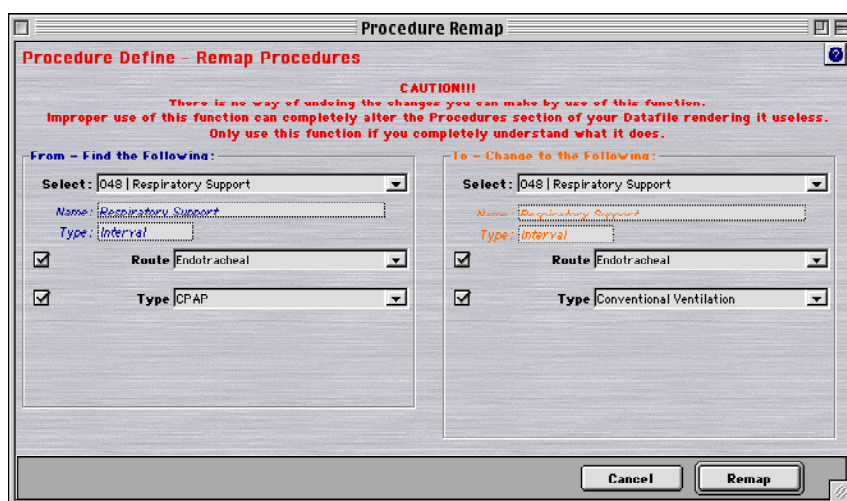 Procedure Remap
Procedure Define - Remap Procedures
?
CAUTION!!!
There is no way of undoing the changes you can make by use of this function.
Improper use of this function can completely alter the Procedures section of your Datafile rendering it useless.
Only use this function if you completely understand what it does.
From - Find the Following:
Select: 048 | Respiratory Support
Name: Respiratory Support
Type: Interval
Route Endotracheal
Type CPAP
To - Change to the Following:
Select: 048 | Respiratory Support
Name: Respiratory Support
Type: Interval
Route Endotracheal
Type Conventional Ventilation
Cancel
Remap